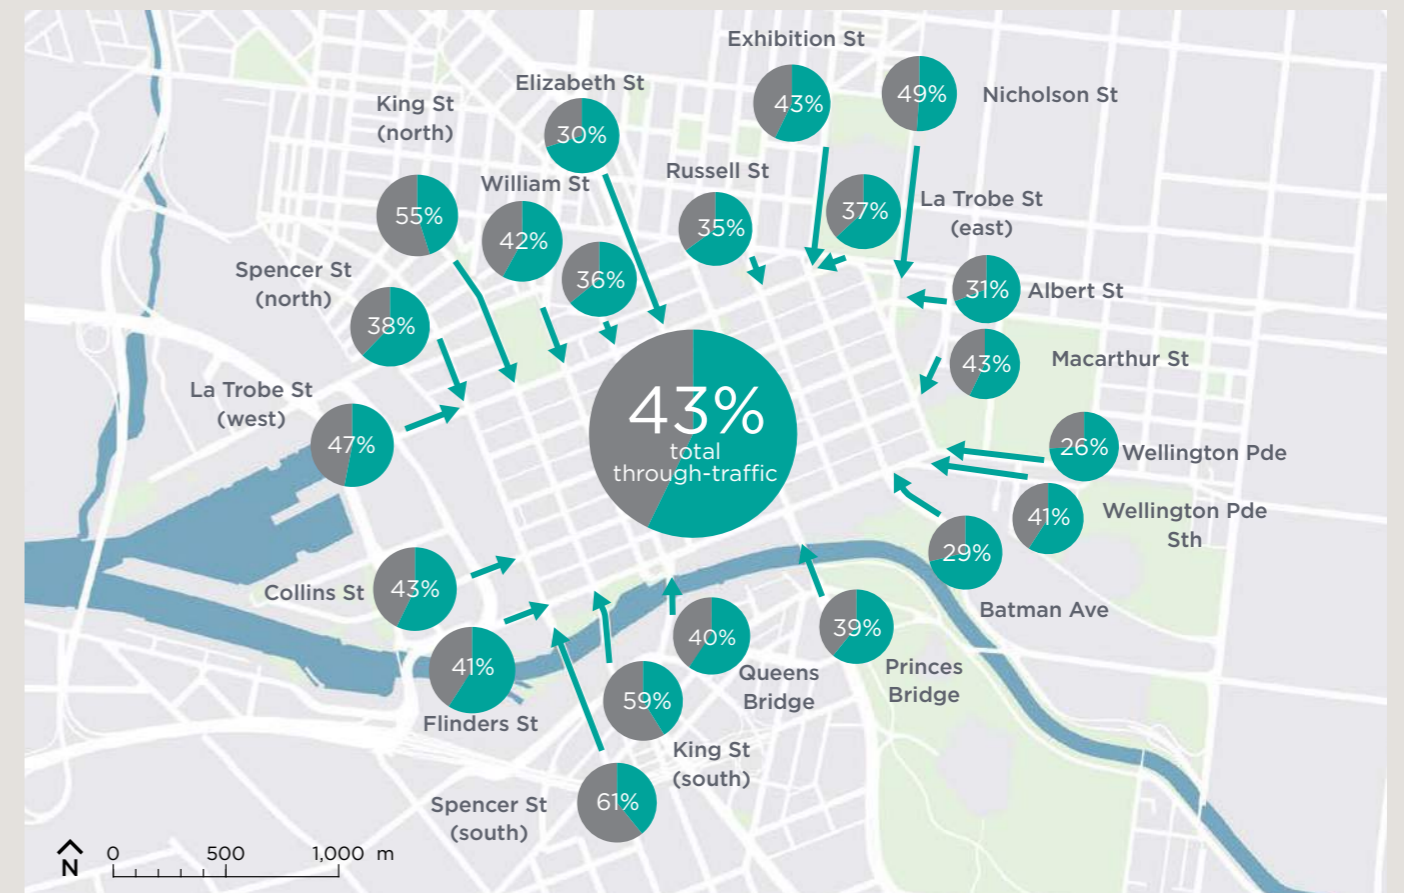 Exhibition St
43%
49%
Nicholson St
Elizabeth St
30%
King St
(north)
55%
William St
42%
36%
Russell St
35%
37%
La Trobe St
(east)
Spencer St
(north)
38%
31%
Albert St
43%
Macarthur St
La Trobe St
(west)
47%
43%
total
through-traffic
26%
Wellington Pde
41%
Wellington Pde
Sth
29%
Batman Ave
Collins St
43%
41%
Flinders St
40%
Queens
Bridge
39%
Princes
Bridge
59%
King St
(south)
Spencer St
(south)
61%
N
0
500
1,000 m